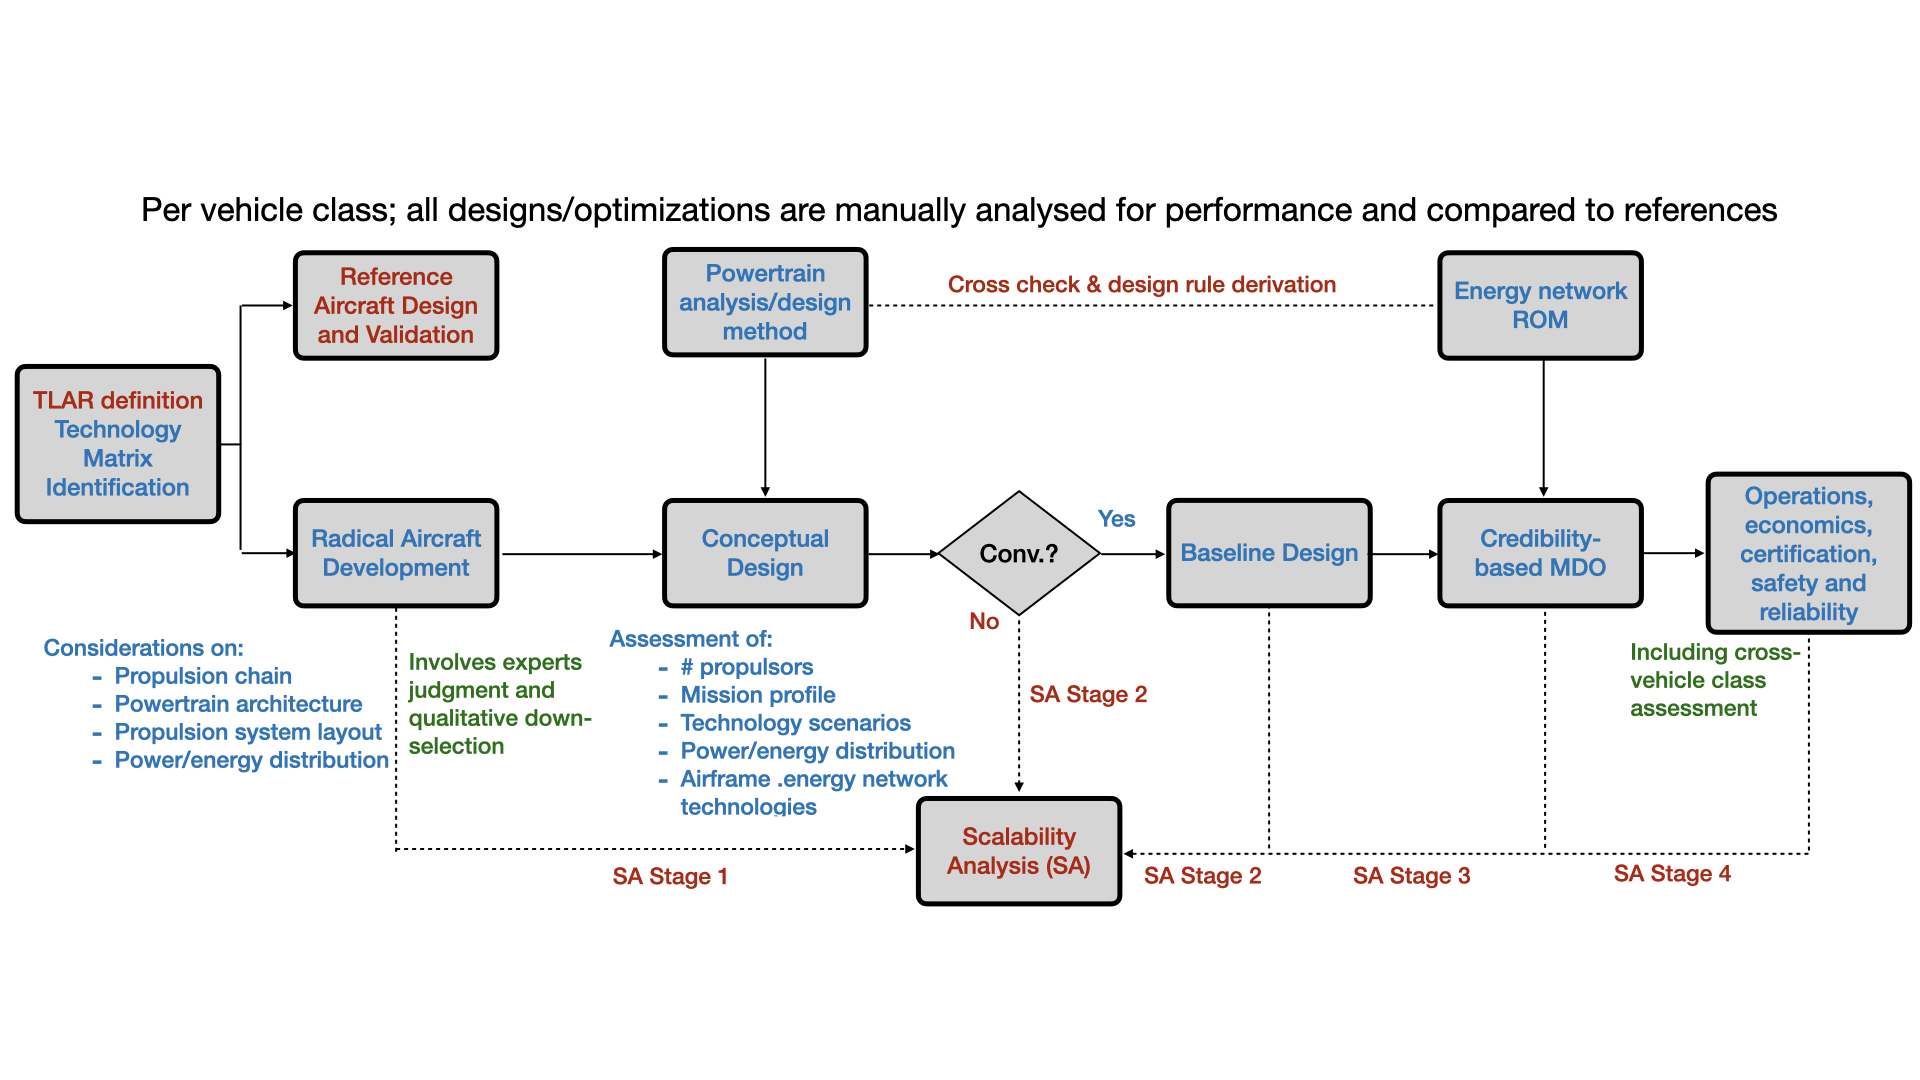 Per vehicle class; all designs/optimizations are manually analysed for performance and compared to references
Reference
Aircraft Design
and Validation
Powertrain
analysis/design
method
Cross check & design rule derivation
Energy network
ROM
TLAR definition
Technology
Matrix
Identification
Radical Aircraft
Development
Conceptual
Design
Conv.?
Yes
No
Baseline Design
Credibility-
based MDO
Operations,
economics,
certification,
safety and
reliability
Considerations on:
- Propulsion chain
- Powertrain architecture
- Propulsion system layout
- Power/energy distribution
Involves experts
judgment and
qualitative down-
selection
Assessment of:
- # propulsors
- Mission profile
- Technology scenarios
- Power/energy distribution
- Airframe .energy network
technologies
SA Stage 2
Including cross-
vehicle class
assessment
Scalability
Analysis (SA)
SA Stage 1
SA Stage 2
SA Stage 3
SA Stage 4